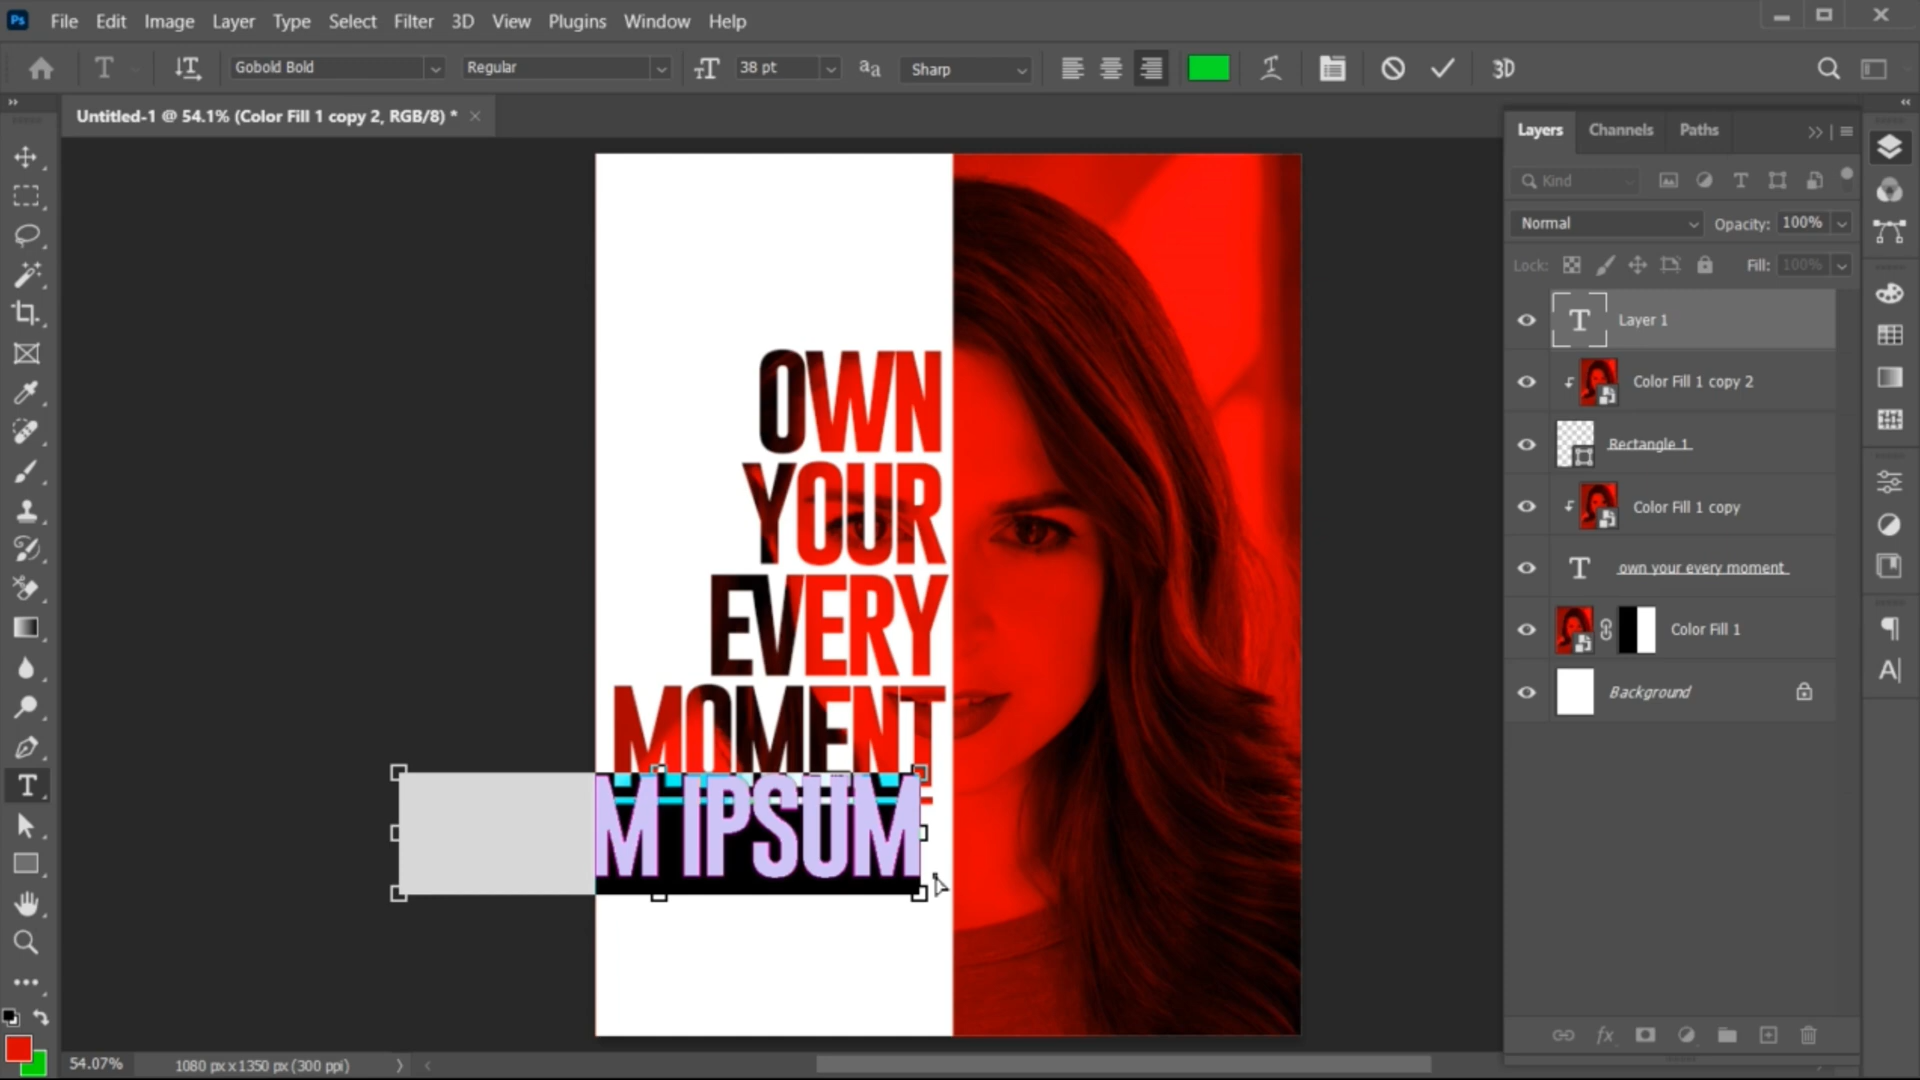 Ps File Edit Image Layer Type Select Filter 3D View Plugins Window Help
T Gobold Bold Regular 38 pt aa Sharp 3D
Untitled-1 @ 54.1% (Color Fill 1 copy 2, RGB/8) *
Layers Channels Paths
Kind
Normal Opacity: 100%
Lock: Fill: 100%
T Layer 1
Color Fill 1 copy 2
Rectangle 1
Color Fill 1 copy
T own your every moment
Color Fill 1
Background
OWN
YOUR
EVERY
MOMENT
M IPSUM
54.07% 1080 px x 1350 px (300 ppi)